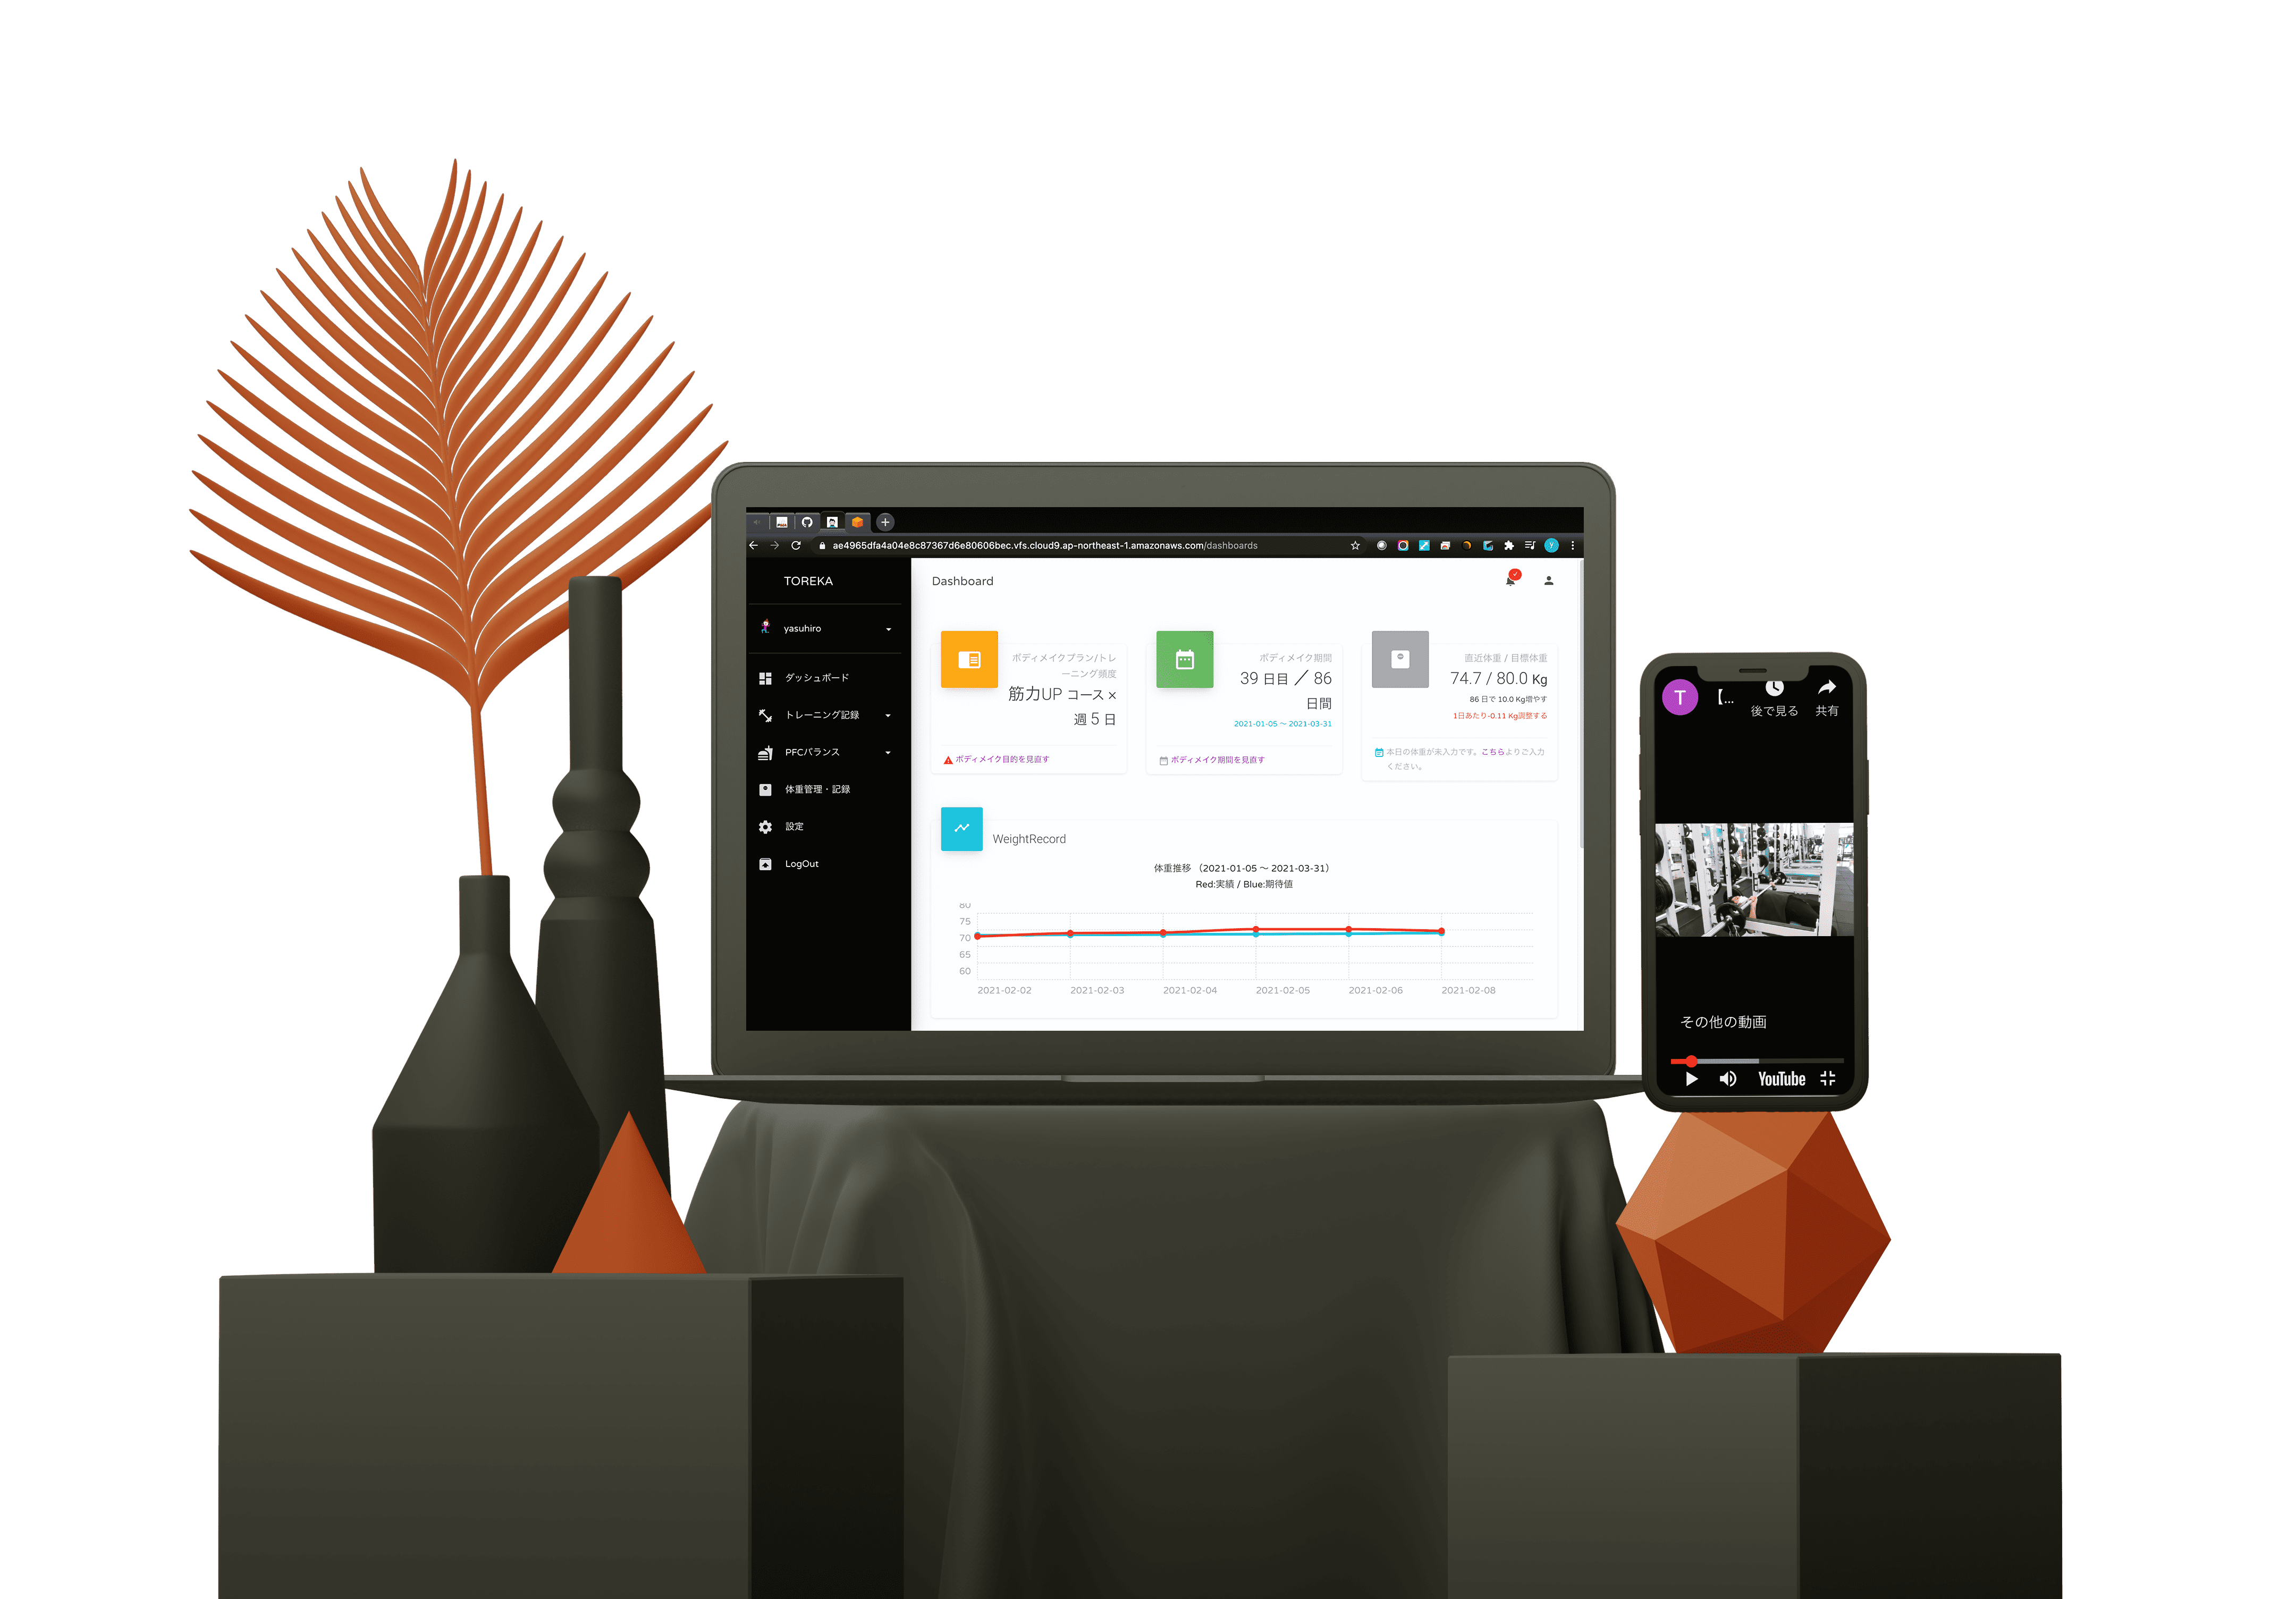 ae4965dfa4a04e8c87367d6e80606bec.vfs.cloud9.ap-northeast-1.amazonaws.com/dashboards
Y
TOREKA
yasuhiro
ダッシュボード
トレーニング記録
PFCバランス
体重管理・記録
設定
LogOut
Dashboard
ボディメイクプラン/トレ
ーニング頻度
筋力UP コース ×
週 5 日
ボディメイク目的を見直す
ボディメイク期間
39 日目 / 86
日間
2021-01-05 〜 2021-03-31
ボディメイク期間を見直す
直近体重 / 目標体重
74.7 / 80.0 Kg
86 日で 10.0 Kg増やす
1日あたり-0.11 Kg調整する
本日の体重が未入力です。こちらよりご入力
ください。
WeightRecord
体重推移 （2021-01-05 〜 2021-03-31）
Red:実績 / Blue:期待値
80
75
70
65
60
2021-02-02 2021-02-03 2021-02-04 2021-02-05 2021-02-06 2021-02-08
T 【...
後で見る 共有
その他の動画
YouTube